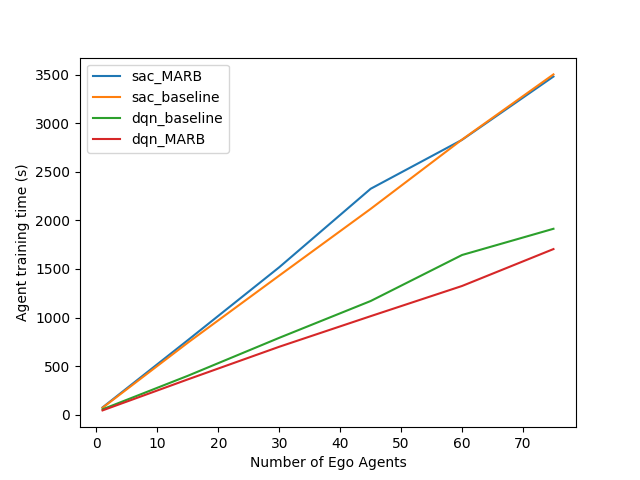 sac_MARB
sac_baseline
dqn_baseline
dqn_MARB
Agent training time (s)
3500
3000
2500
2000
1500
1000
500
0
0 10 20 30 40 50 60 70
Number of Ego Agents